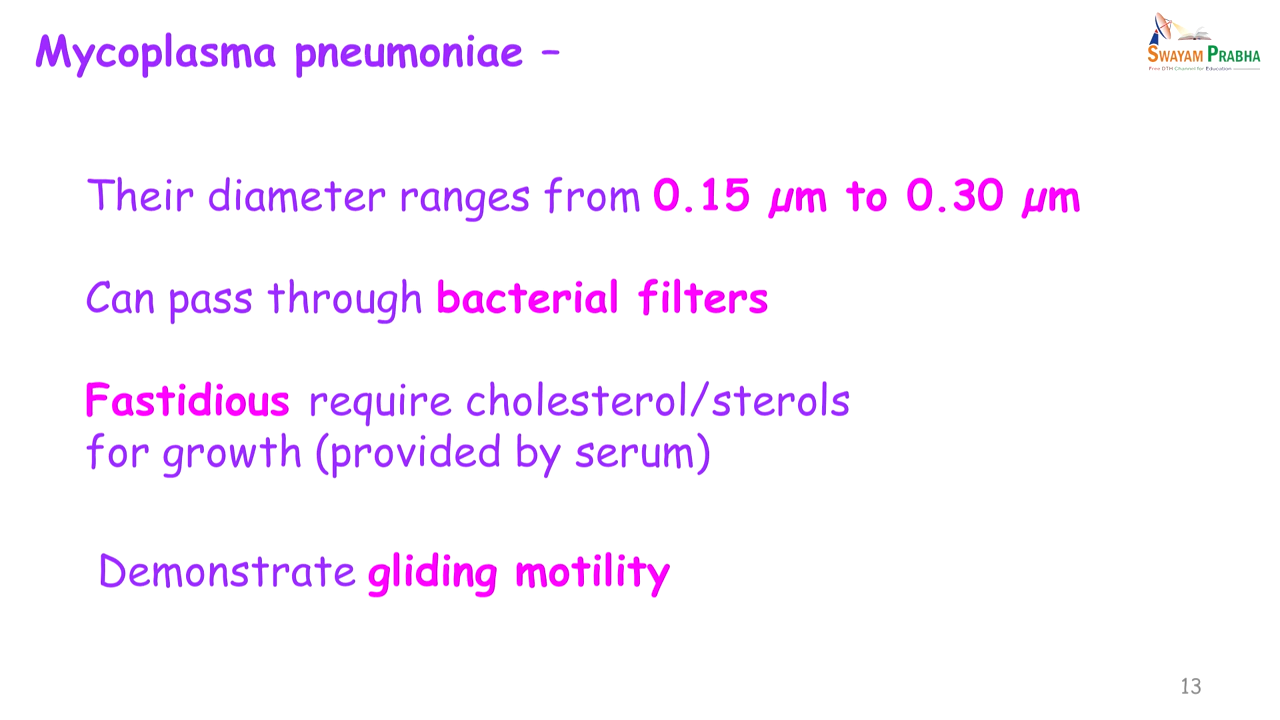 Mycoplasma pneumoniae –
SWAYAM PRABHA
Free DTH Channel for Education
Their diameter ranges from 0.15 µm to 0.30 µm
Can pass through bacterial filters
Fastidious require cholesterol/sterols
for growth (provided by serum)
Demonstrate gliding motility
13